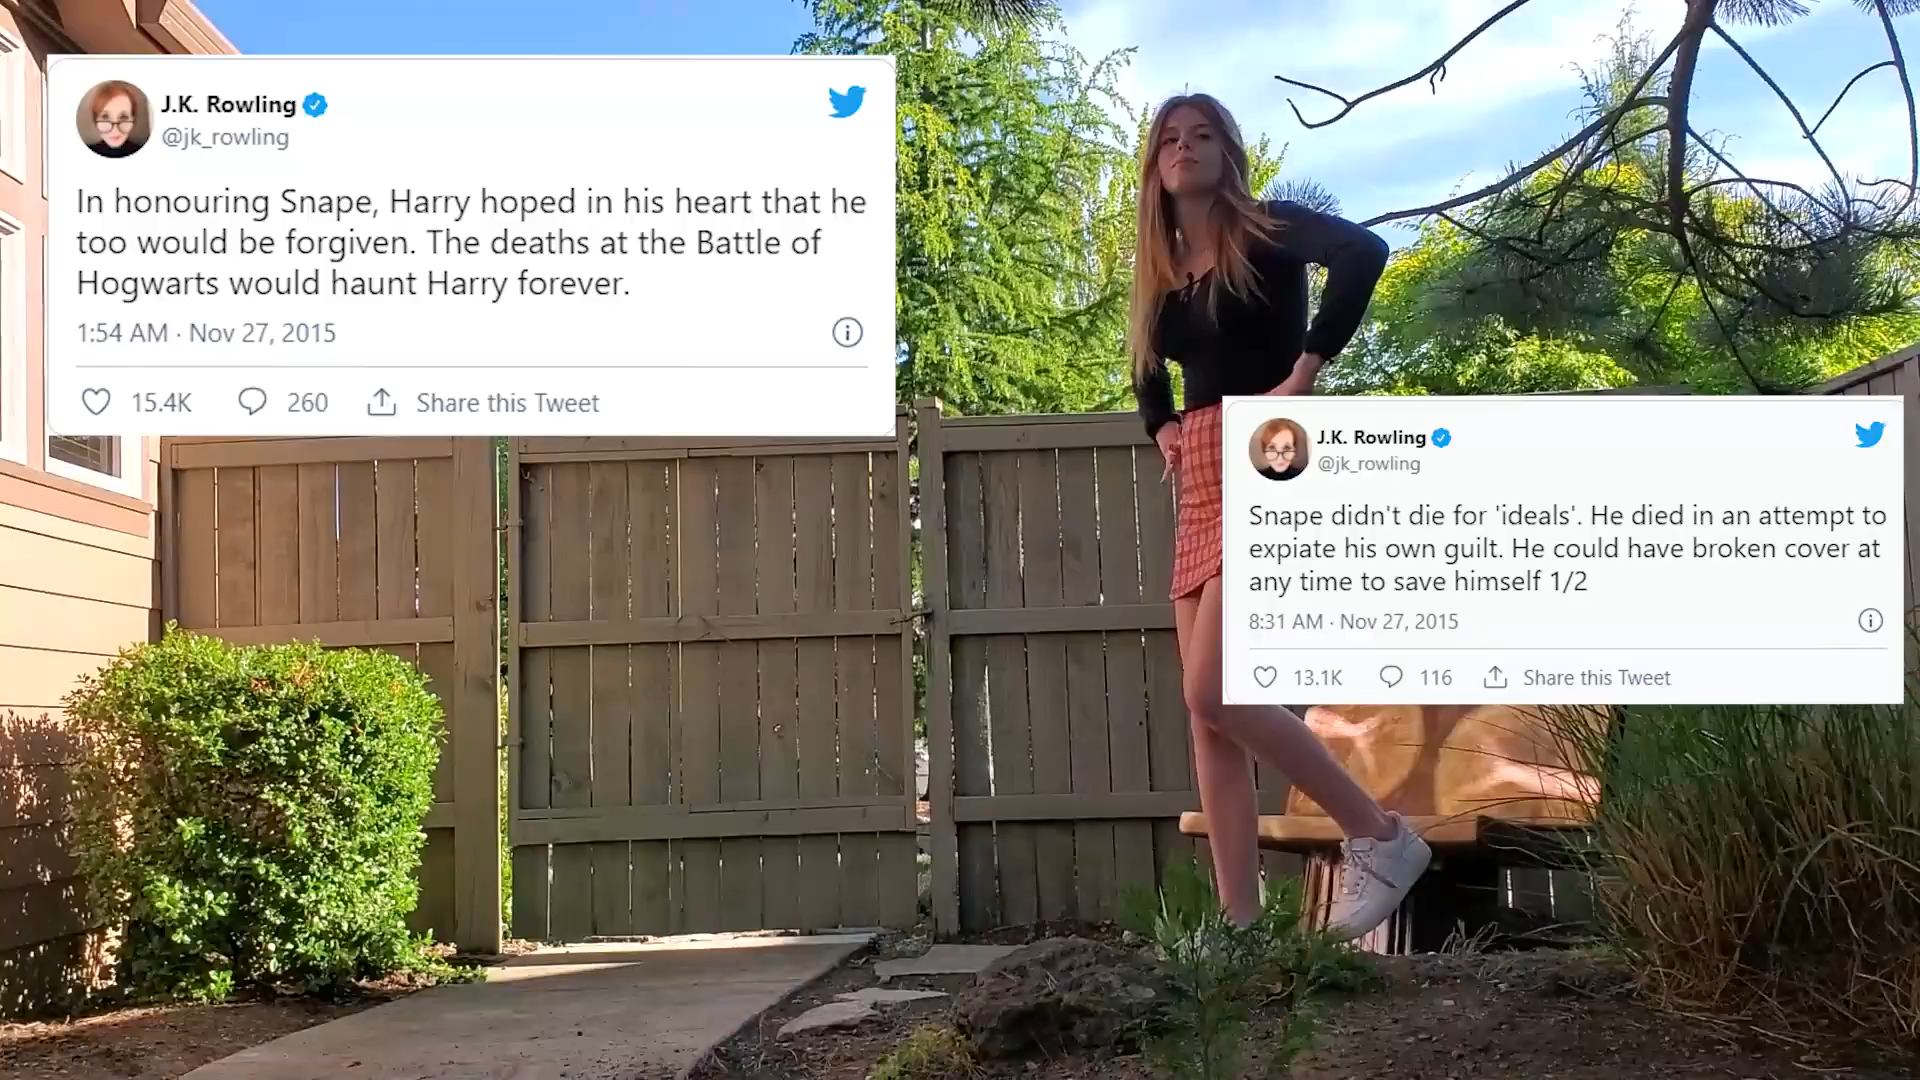 J.K. Rowling
@jk_rowling
In honouring Snape, Harry hoped in his heart that he
too would be forgiven. The deaths at the Battle of
Hogwarts would haunt Harry forever.
1:54 AM · Nov 27, 2015
15.4K 260 Share this Tweet
J.K. Rowling
@jk_rowling
Snape didn't die for 'ideals'. He died in an attempt to
expiate his own guilt. He could have broken cover at
any time to save himself 1/2
8:31 AM · Nov 27, 2015
13.1K 116 Share this Tweet